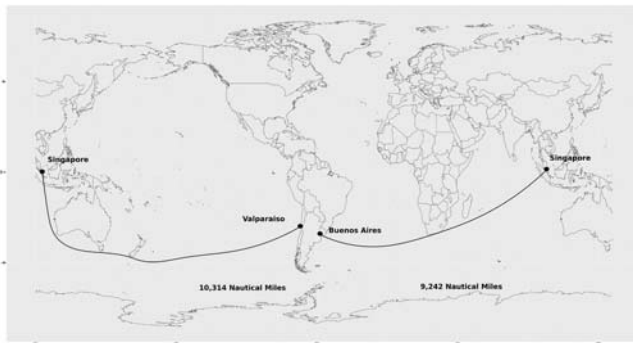 Singapore
Singapore
Valparaiso
Buenos Aires
10,314 Nautical Miles
9,242 Nautical Miles